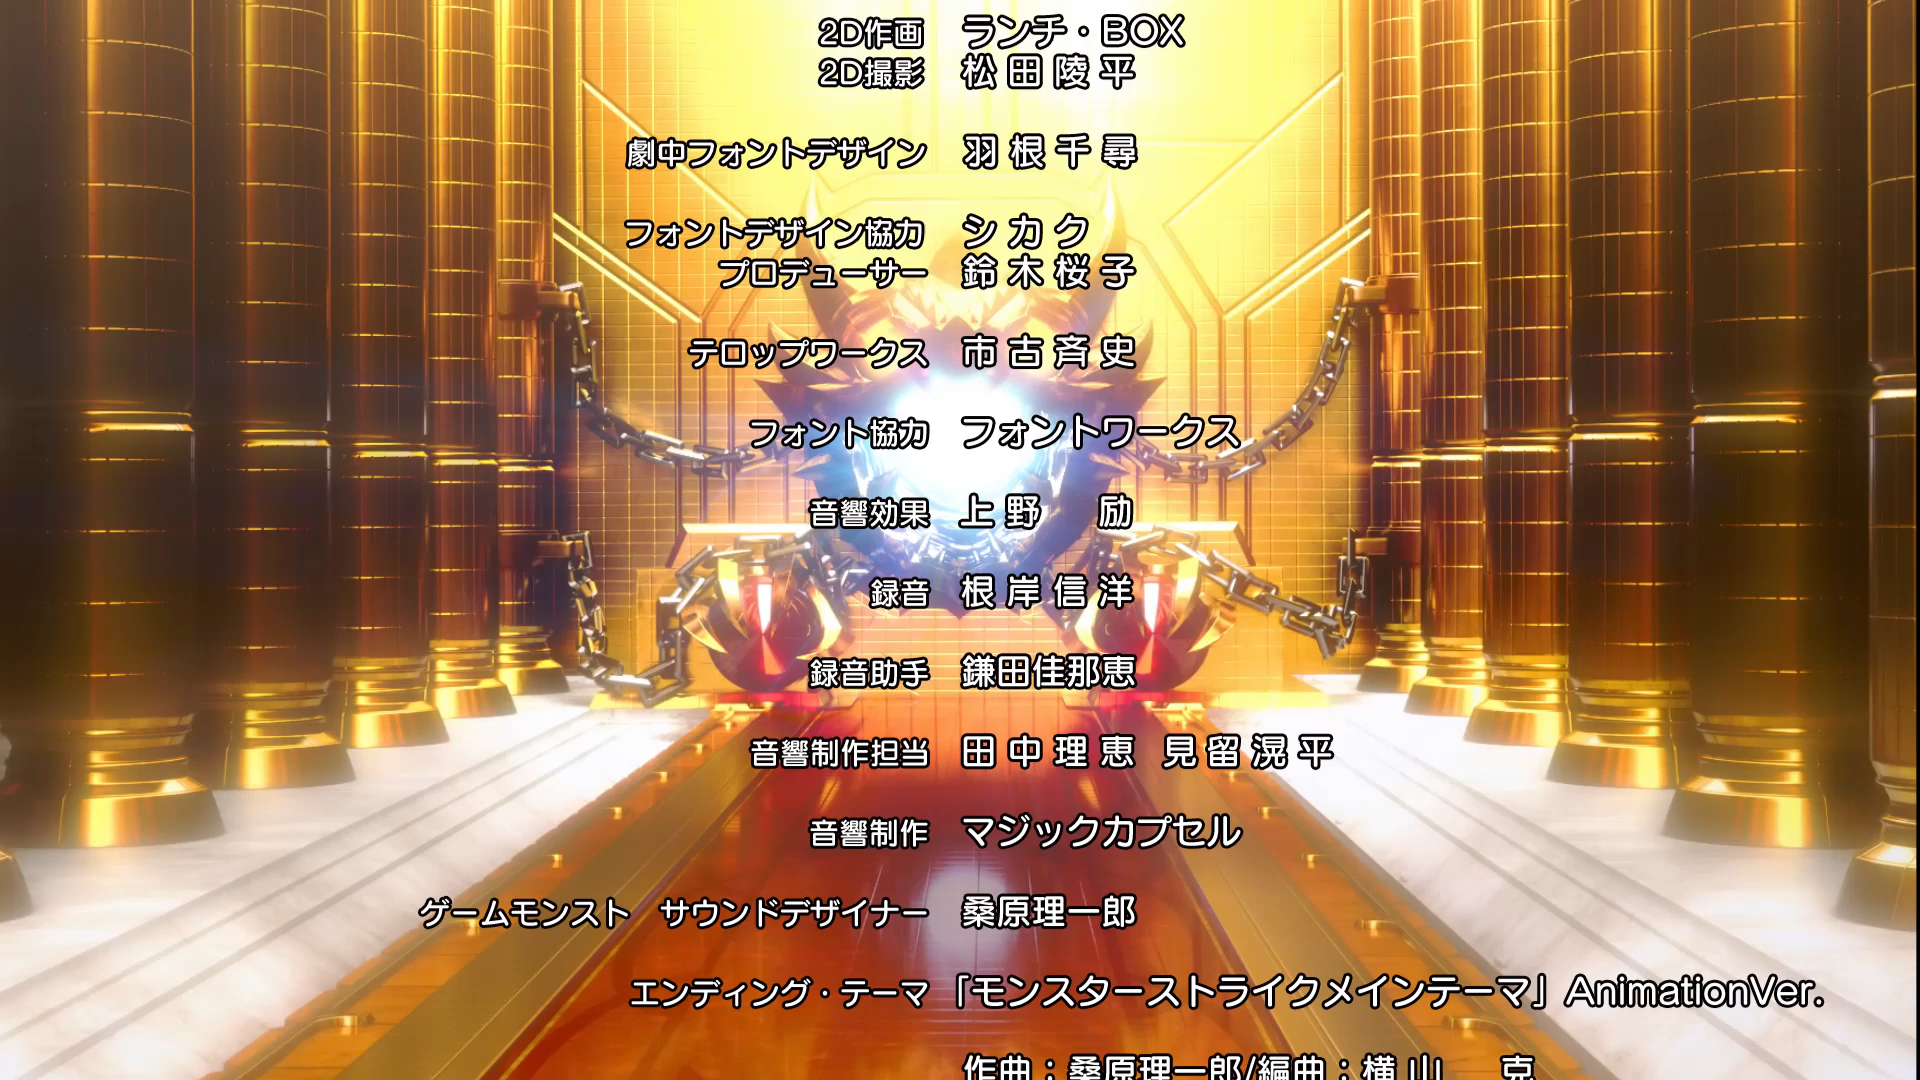 2D作画 ランチ・BOX
2D撮影 松田陵平
劇中フォントデザイン 羽根千尋
フォントデザイン協力 シカク
プロデューサー 鈴木桜子
テロップワークス 市古斉史
フォント協力 フォントワークス
音響効果 上野 励
録音 根岸信洋
録音助手 鎌田佳那恵
音響制作担当 田中理恵 見留滉平
音響制作 マジックカプセル
ゲームモンスト サウンドデザイナー 桑原理一郎
エンディング・テーマ 「モンスターストライクメインテーマ」AnimationVer.
作曲：桑原理一郎/編曲：横山 克